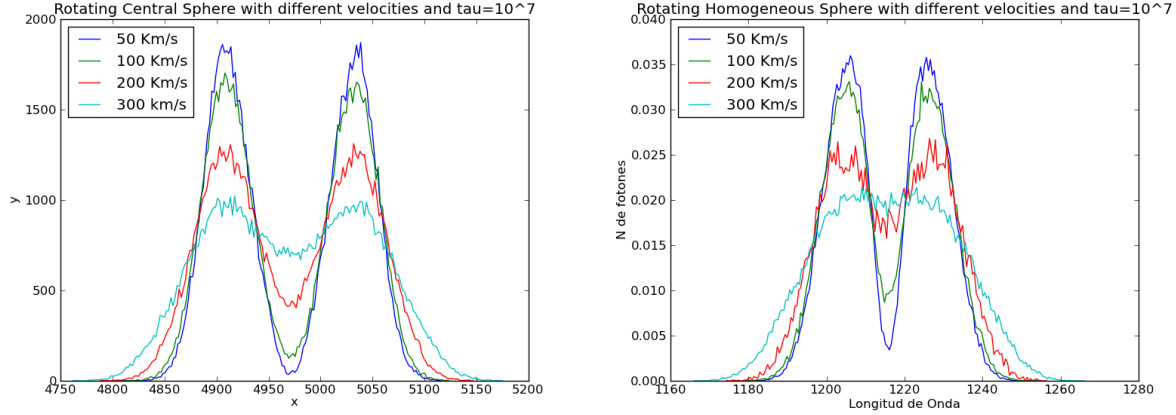 Rotating Central Sphere with different velocities and tau=10^7
2000
1500
1000
500
0
y
50 Km/s
100 Km/s
200 Km/s
300 km/s
4750 4800 4850 4900 4950 5000 5050 5100 5150 5200
x
Rotating Homogeneous Sphere with different velocities and tau=10^7
0.040
0.035
0.030
0.025
0.020
0.015
0.010
0.005
0.000
N de fotones
50 Km/s
100 Km/s
200 Km/s
300 Km/s
1160 1180 1200 1220 1240 1260 1280
Longitud de Onda